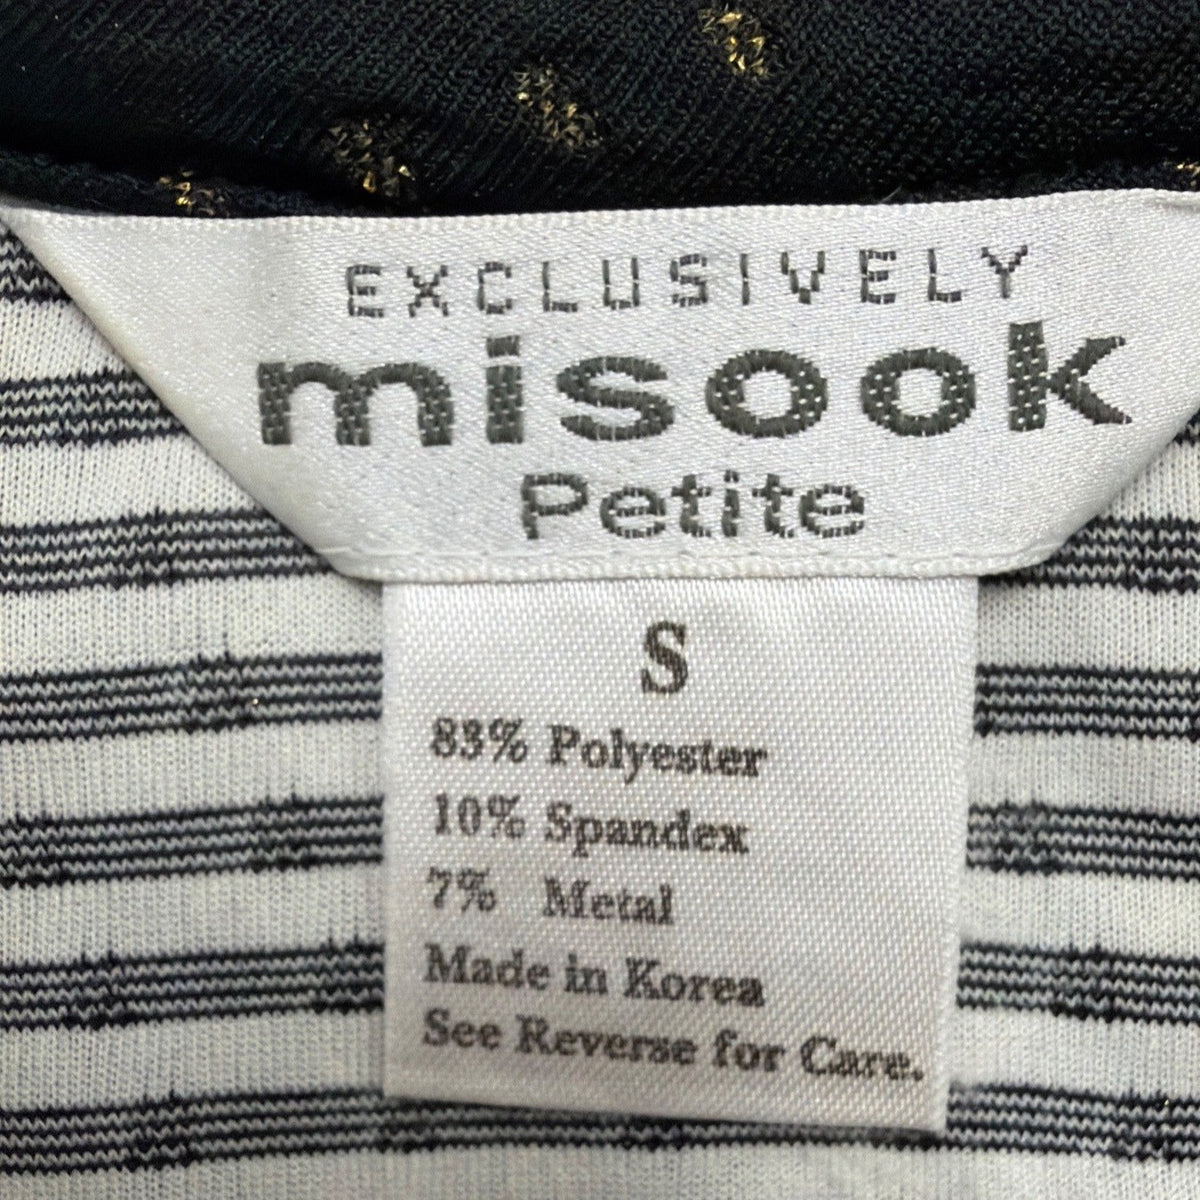 EXCLUSIVELY
misook
Petite
S
83% Polyester
10% Spandex
7% Metal
Made in Korea
See Reverse for Care.